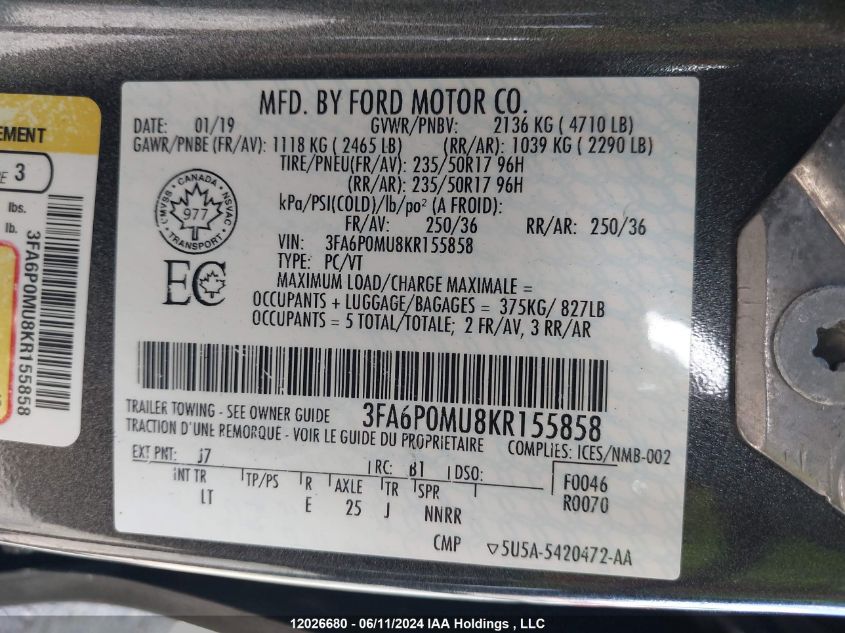 MFD. BY FORD MOTOR CO.
DATE: 01/19 GVWR/PNBV: 2136 KG ( 4710 LB)
GAWR/PNBE (FR/AV): 1118 KG ( 2465 LB) (RR/AR): 1039 KG ( 2290 LB)
TIRE/PNEU(FR/AV): 235/50R17 96H
(RR/AR): 235/50R17 96H
kPa/PSI(COLD)/lb/po² (A FROID):
FR/AV: 250/36 RR/AR: 250/36
CMVSS CANADA NSVAC
977
TRANSPORT
VIN: 3FA6P0MU8KR155858
TYPE: PC/VT
EC
MAXIMUM LOAD/CHARGE MAXIMALE =
OCCUPANTS + LUGGAGE/BAGAGES = 375KG/ 827LB
OCCUPANTS = 5 TOTAL/TOTALE; 2 FR/AV, 3 RR/AR
TRAILER TOWING - SEE OWNER GUIDE 3FA6P0MU8KR155858
TRACTION D'UNE REMORQUE - VOIR LE GUIDE DU PROPRIETAIRE COMPLIES: ICES/NMB-002
EXT PNT: J7 RC: 81 DSO: F0046
INT TR TP/PS R AXLE TR SPR R0070
LT E 25 J NNRR
CMP ▽5U5A-5420472-AA
EMENT
E 3
lbs.
lb.
3FA6P0MU8KR155858
12026680 - 06/11/2024 IAA Holdings , LLC